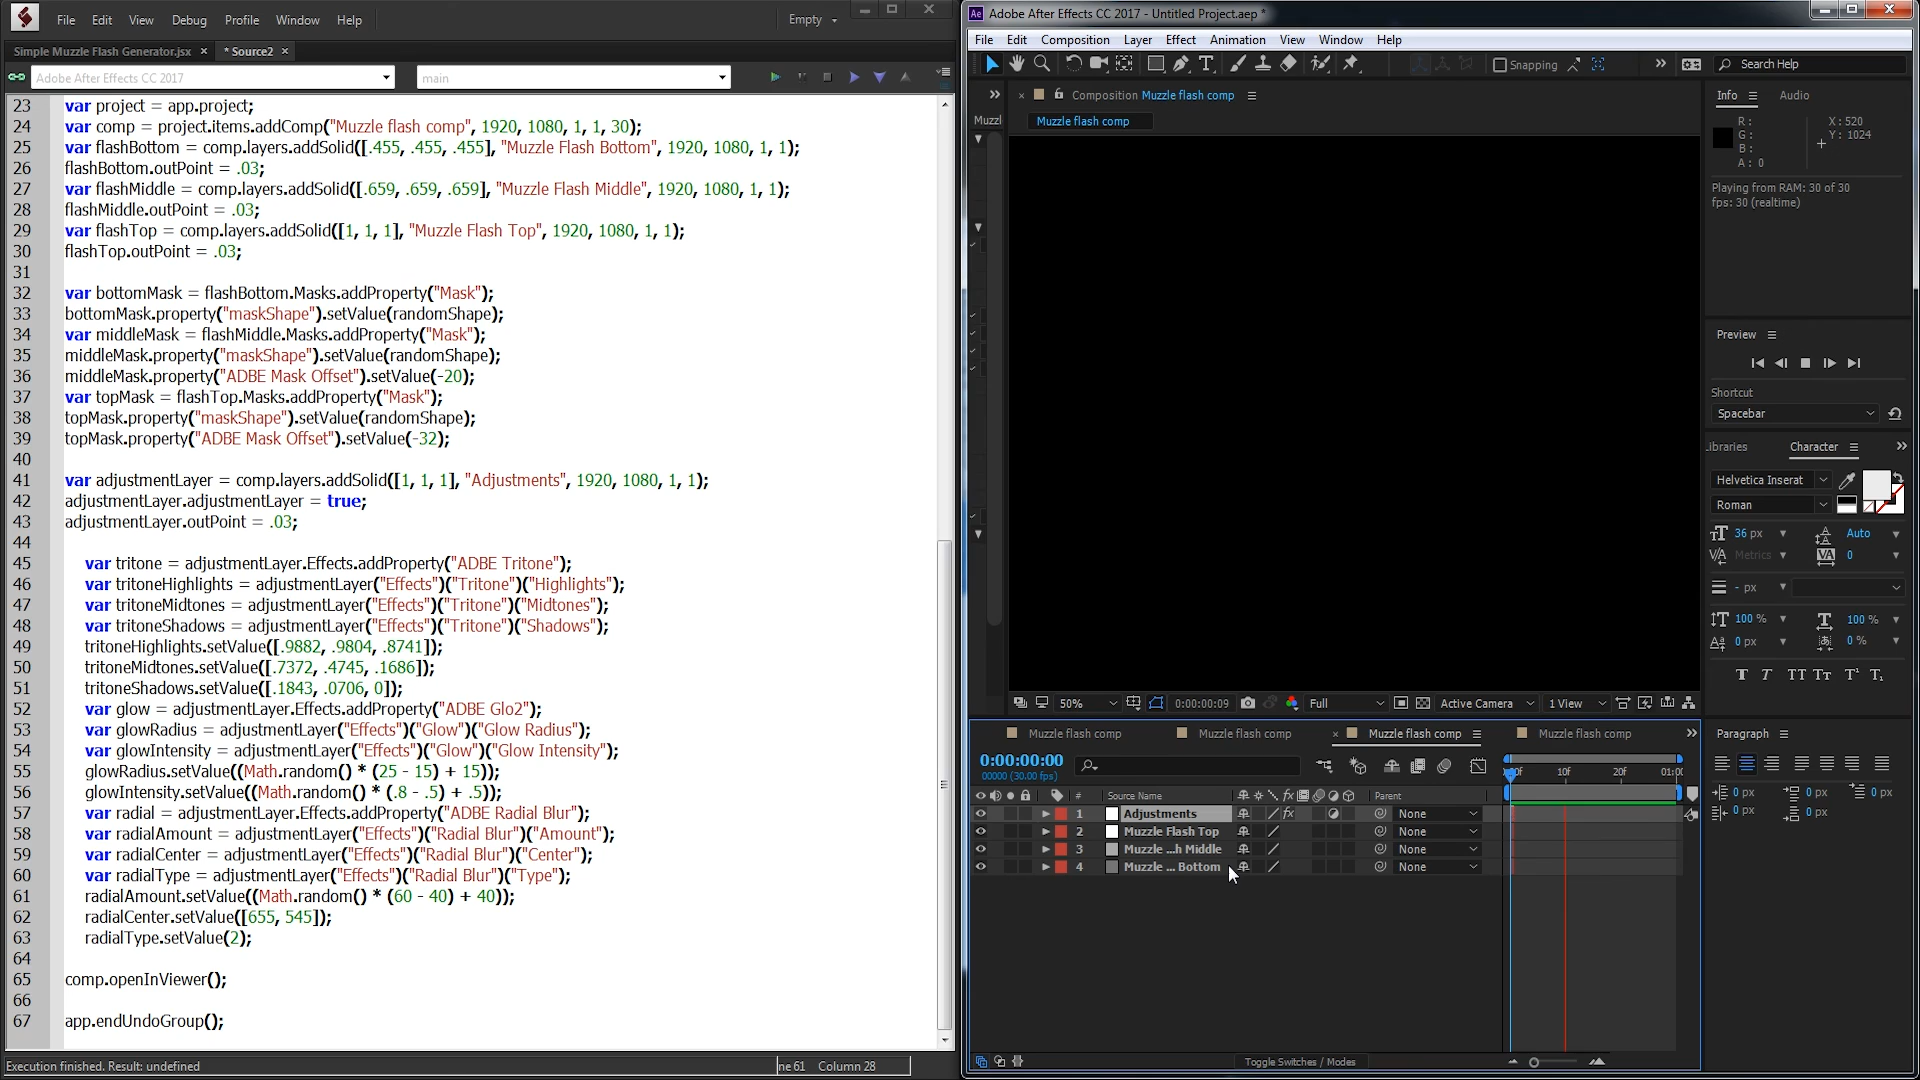 File Edit View Debug Profile Window Help
Empty
Simple Muzzle Flash Generator.jsx × * Source2 ×
Adobe After Effects CC 2017
main
23 var project = app.project;
24 var comp = project.items.addComp("Muzzle flash comp", 1920, 1080, 1, 1, 30);
25 var flashBottom = comp.layers.addSolid([.455, .455, .455], "Muzzle Flash Bottom", 1920, 1080, 1, 1);
26 flashBottom.outPoint = .03;
27 var flashMiddle = comp.layers.addSolid([.659, .659, .659], "Muzzle Flash Middle", 1920, 1080, 1, 1);
28 flashMiddle.outPoint = .03;
29 var flashTop = comp.layers.addSolid([1, 1, 1], "Muzzle Flash Top", 1920, 1080, 1, 1);
30 flashTop.outPoint = .03;
31
32 var bottomMask = flashBottom.Masks.addProperty("Mask");
33 bottomMask.property("maskShape").setValue(randomShape);
34 var middleMask = flashMiddle.Masks.addProperty("Mask");
35 middleMask.property("maskShape").setValue(randomShape);
36 middleMask.property("ADBE Mask Offset").setValue(-20);
37 var topMask = flashTop.Masks.addProperty("Mask");
38 topMask.property("maskShape").setValue(randomShape);
39 topMask.property("ADBE Mask Offset").setValue(-32);
40
41 var adjustmentLayer = comp.layers.addSolid([1, 1, 1], "Adjustments", 1920, 1080, 1, 1);
42 adjustmentLayer.adjustmentLayer = true;
43 adjustmentLayer.outPoint = .03;
44
45 var tritone = adjustmentLayer.Effects.addProperty("ADBE Tritone");
46 var tritoneHighlights = adjustmentLayer("Effects")("Tritone")("Highlights");
47 var tritoneMidtones = adjustmentLayer("Effects")("Tritone")("Midtones");
48 var tritoneShadows = adjustmentLayer("Effects")("Tritone")("Shadows");
49 tritoneHighlights.setValue([.9882, .9804, .8741]);
50 tritoneMidtones.setValue([.7372, .4745, .1686]);
51 tritoneShadows.setValue([.1843, .0706, 0]);
52 var glow = adjustmentLayer.Effects.addProperty("ADBE Glo2");
53 var glowRadius = adjustmentLayer("Effects")("Glow")("Glow Radius");
54 var glowIntensity = adjustmentLayer("Effects")("Glow")("Glow Intensity");
55 glowRadius.setValue((Math.random() * (25 - 15) + 15));
56 glowIntensity.setValue((Math.random() * (.8 - .5) + .5));
57 var radial = adjustmentLayer.Effects.addProperty("ADBE Radial Blur");
58 var radialAmount = adjustmentLayer("Effects")("Radial Blur")("Amount");
59 var radialCenter = adjustmentLayer("Effects")("Radial Blur")("Center");
60 var radialType = adjustmentLayer("Effects")("Radial Blur")("Type");
61 radialAmount.setValue((Math.random() * (60 - 40) + 40));
62 radialCenter.setValue([655, 545]);
63 radialType.setValue(2);
64
65 comp.openInViewer();
66
67 app.endUndoGroup();
Execution finished. Result: undefined
ne 61 Column 28
Ae Adobe After Effects CC 2017 - Untitled Project.aep *
File Edit Composition Layer Effect Animation View Window Help
Snapping
Search Help
Muzzl
× Composition Muzzle flash comp
Muzzle flash comp
50% 0:00:00:09 Full Active Camera 1 View
Info Audio
R: X: 520
G: Y: 1024
B:
A: 0
Playing from RAM: 30 of 30
fps: 30 (realtime)
Preview
Shortcut
Spacebar
ibraries Character
Helvetica Inserat
Roman
36 px Auto
Metrics 0
- px
100 % 100 %
0 px 0 %
T T TT TT T¹ T₁
Muzzle flash comp Muzzle flash comp × Muzzle flash comp Muzzle flash comp
0:00:00:00
00000 (30.00 fps)
10f 20f 01:0
# Source Name Parent
1 Adjustments fx None
2 Muzzle Flash Top None
3 Muzzle ...h Middle None
4 Muzzle ... Bottom None
Toggle Switches / Modes
Paragraph
0 px 0 px 0 px
0 px 0 px